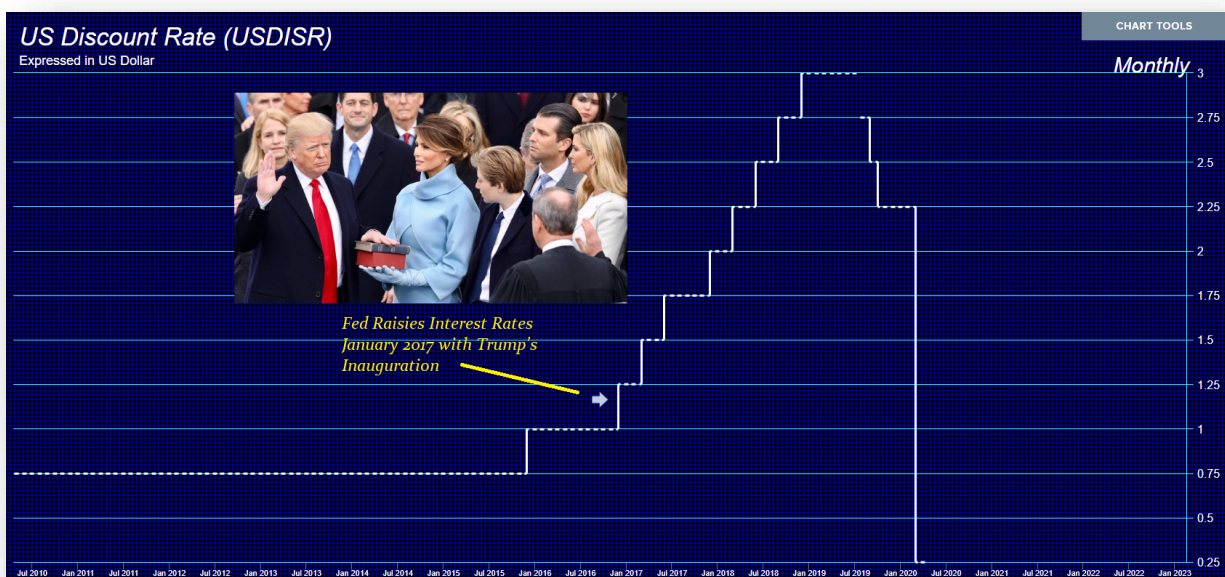 US Discount Rate (USDISR)
Expressed in US Dollar
CHART TOOLS
Monthly
3
2.75
2.5
2.25
2
1.75
1.5
1.25
1
0.75
0.5
0.25
Fed Raisies Interest Rates
January 2017 with Trump's
Inauguration
Jul 2010 Jan 2011 Jul 2011 Jan 2012 Jul 2012 Jan 2013 Jul 2013 Jan 2014 Jul 2014 Jan 2015 Jul 2015 Jan 2016 Jul 2016 Jan 2017 Jul 2017 Jan 2018 Jul 2018 Jan 2019 Jul 2019 Jan 2020 Jul 2020 Jan 2021 Jul 2021 Jan 2022 Jul 2022 Jan 2023